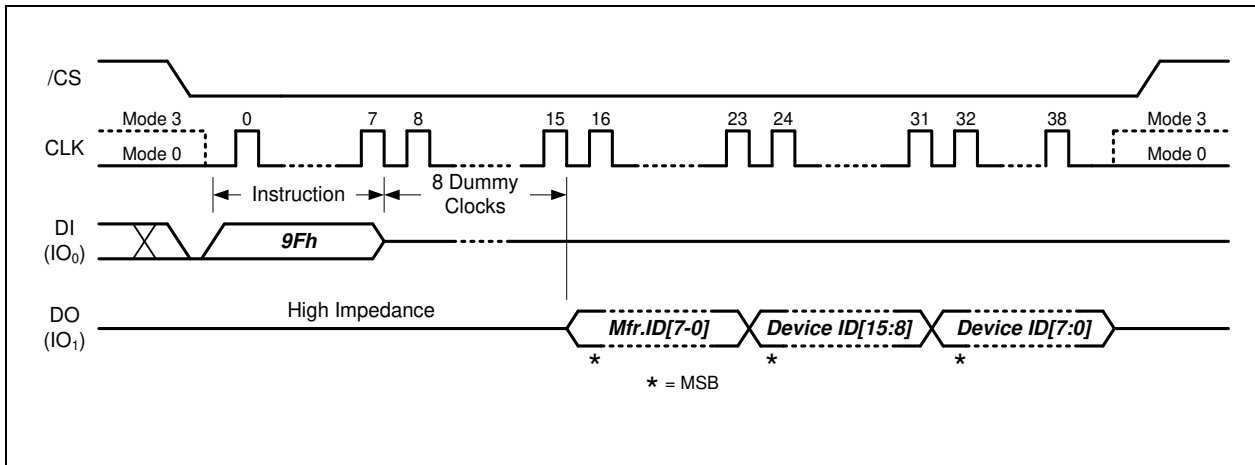 /CS
Mode 3 0 7 8 15 16 23 24 31 32 38 Mode 3
CLK
Mode 0 Mode 0
Instruction
8 Dummy
Clocks
DI
(IO₀)
9Fh
High Impedance
DO
(IO₁)
Mfr.ID[7-0] Device ID[15:8] Device ID[7:0]
* * *
* = MSB